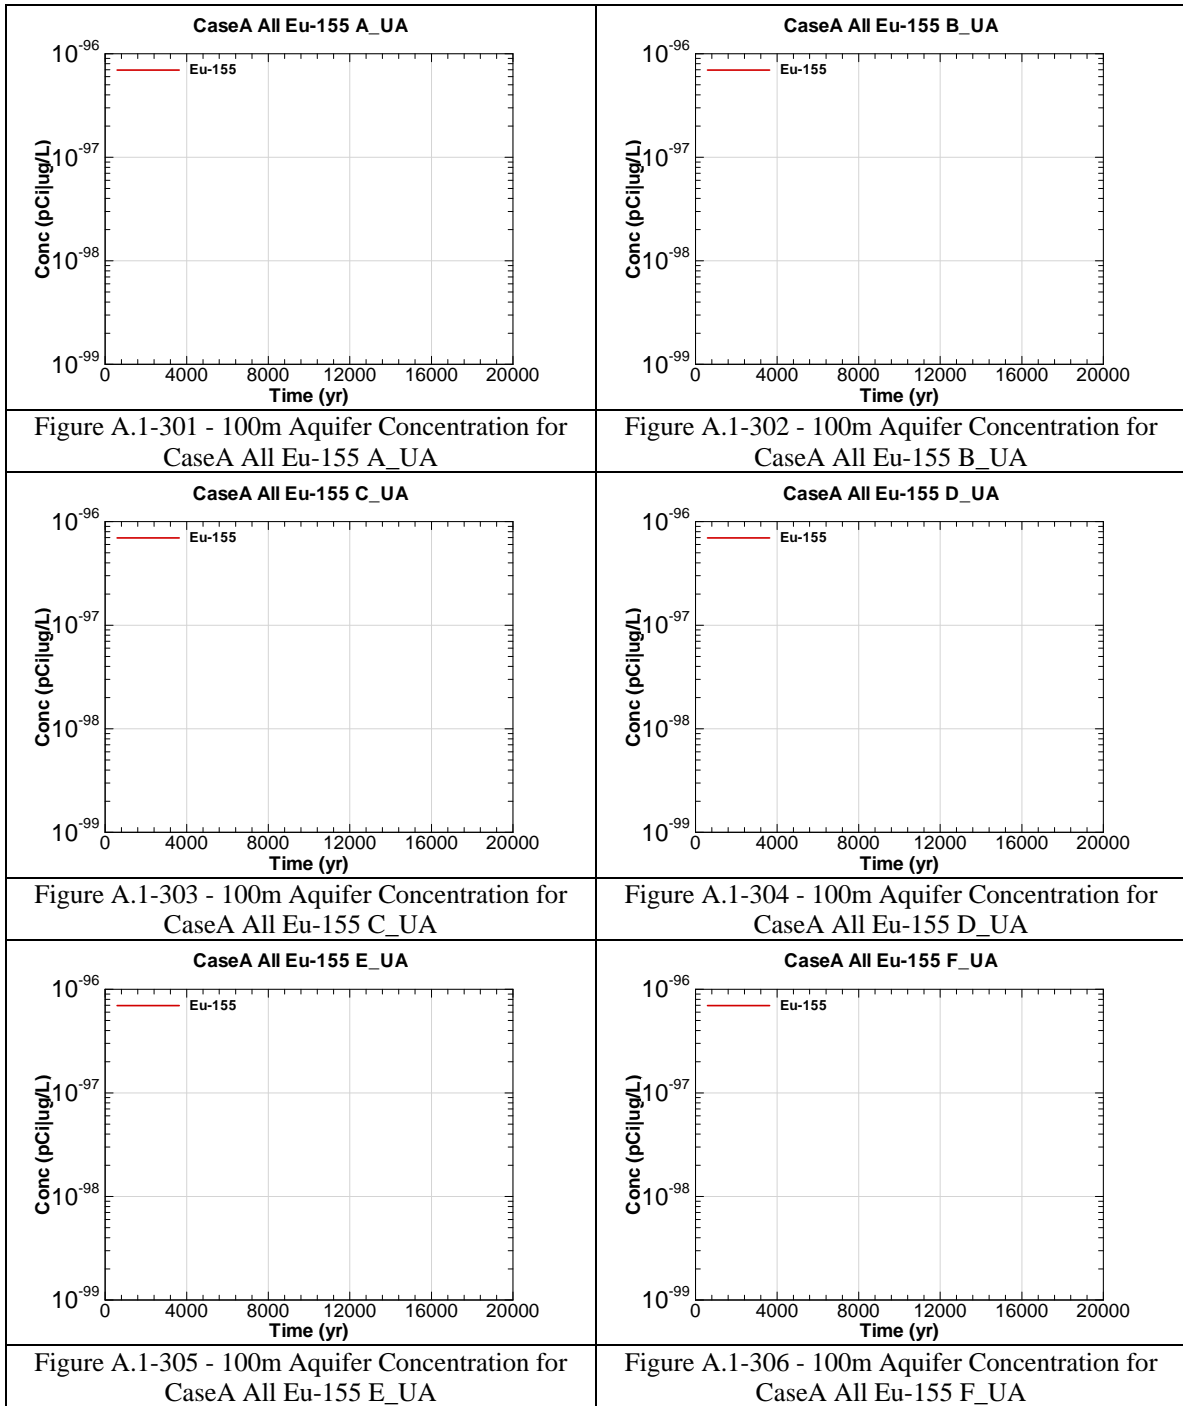 CaseA All Eu-155 A_UA
10-96
Eu-155
10-97
Conc (pCi|ug/L)
10-98
10-99
0 4000 8000 12000 16000 20000
Time (yr)
Figure A.1-301 - 100m Aquifer Concentration for
CaseA All Eu-155 A_UA
CaseA All Eu-155 B_UA
10-96
Eu-155
10-97
Conc (pCi|ug/L)
10-98
10-99
0 4000 8000 12000 16000 20000
Time (yr)
Figure A.1-302 - 100m Aquifer Concentration for
CaseA All Eu-155 B_UA
CaseA All Eu-155 C_UA
10-96
Eu-155
10-97
Conc (pCi|ug/L)
10-98
10-99
0 4000 8000 12000 16000 20000
Time (yr)
Figure A.1-303 - 100m Aquifer Concentration for
CaseA All Eu-155 C_UA
CaseA All Eu-155 D_UA
10-96
Eu-155
10-97
Conc (pCi|ug/L)
10-98
10-99
0 4000 8000 12000 16000 20000
Time (yr)
Figure A.1-304 - 100m Aquifer Concentration for
CaseA All Eu-155 D_UA
CaseA All Eu-155 E_UA
10-96
Eu-155
10-97
Conc (pCi|ug/L)
10-98
10-99
0 4000 8000 12000 16000 20000
Time (yr)
Figure A.1-305 - 100m Aquifer Concentration for
CaseA All Eu-155 E_UA
CaseA All Eu-155 F_UA
10-96
Eu-155
10-97
Conc (pCi|ug/L)
10-98
10-99
0 4000 8000 12000 16000 20000
Time (yr)
Figure A.1-306 - 100m Aquifer Concentration for
CaseA All Eu-155 F_UA